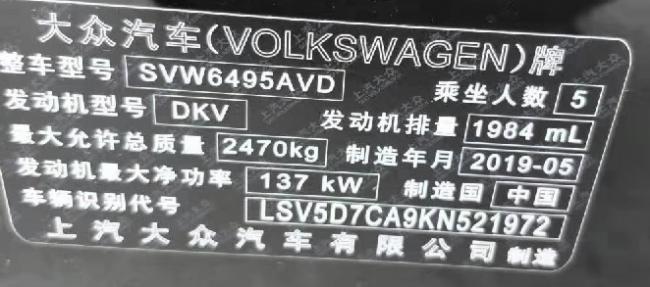 大众汽车(VOLKSWAGEN)牌
整车型号 SVW6495AVD 乘坐人数 5
发动机型号 DKV 发动机排量 1984 mL
最大允许总质量 2470kg 制造年月 2019-05
发动机最大净功率 137 kW 制造国 中国
车辆识别代号 LSV5D7CA9KN521972
上汽大众汽车有限公司 制造